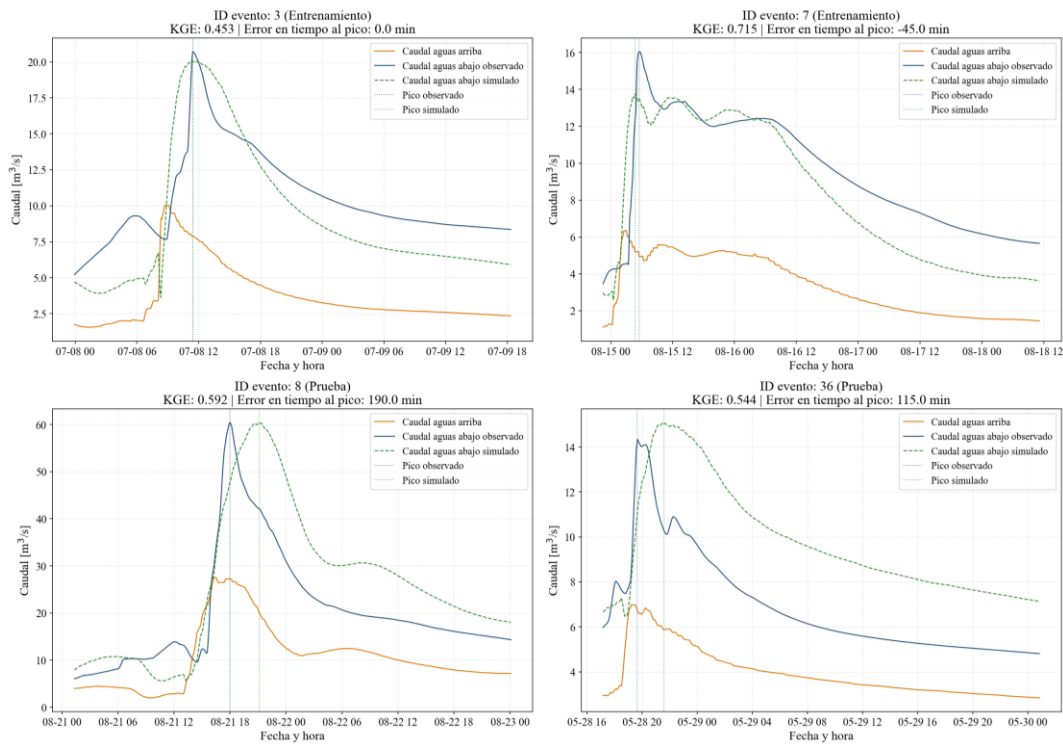 ID evento: 3 (Entrenamiento)
KGE: 0.453 | Error en tiempo al pico: 0.0 min
Caudal aguas arriba
Caudal aguas abajo observado
Caudal aguas abajo simulado
Pico observado
Pico simulado
Caudal [m³/s]
20.0
17.5
15.0
12.5
10.0
7.5
5.0
2.5
07-08 00
07-08 06
07-08 12
07-08 18
07-09 00
07-09 06
07-09 12
07-09 18
Fecha y hora
ID evento: 7 (Entrenamiento)
KGE: 0.715 | Error en tiempo al pico: -45.0 min
Caudal aguas arriba
Caudal aguas abajo observado
Caudal aguas abajo simulado
Pico observado
Pico simulado
Caudal [m³/s]
16
14
12
10
8
6
4
2
08-15 00
08-15 12
08-16 00
08-16 12
08-17 00
08-17 12
08-18 00
08-18 12
Fecha y hora
ID evento: 8 (Prueba)
KGE: 0.592 | Error en tiempo al pico: 190.0 min
Caudal aguas arriba
Caudal aguas abajo observado
Caudal aguas abajo simulado
Pico observado
Pico simulado
Caudal [m³/s]
60
50
40
30
20
10
0
08-21 00
08-21 06
08-21 12
08-21 18
08-22 00
08-22 06
08-22 12
08-22 18
08-23 00
Fecha y hora
ID evento: 36 (Prueba)
KGE: 0.544 | Error en tiempo al pico: 115.0 min
Caudal aguas arriba
Caudal aguas abajo observado
Caudal aguas abajo simulado
Pico observado
Pico simulado
Caudal [m³/s]
14
12
10
8
6
4
05-28 16
05-28 20
05-29 00
05-29 04
05-29 08
05-29 12
05-29 16
05-29 20
05-30 00
Fecha y hora